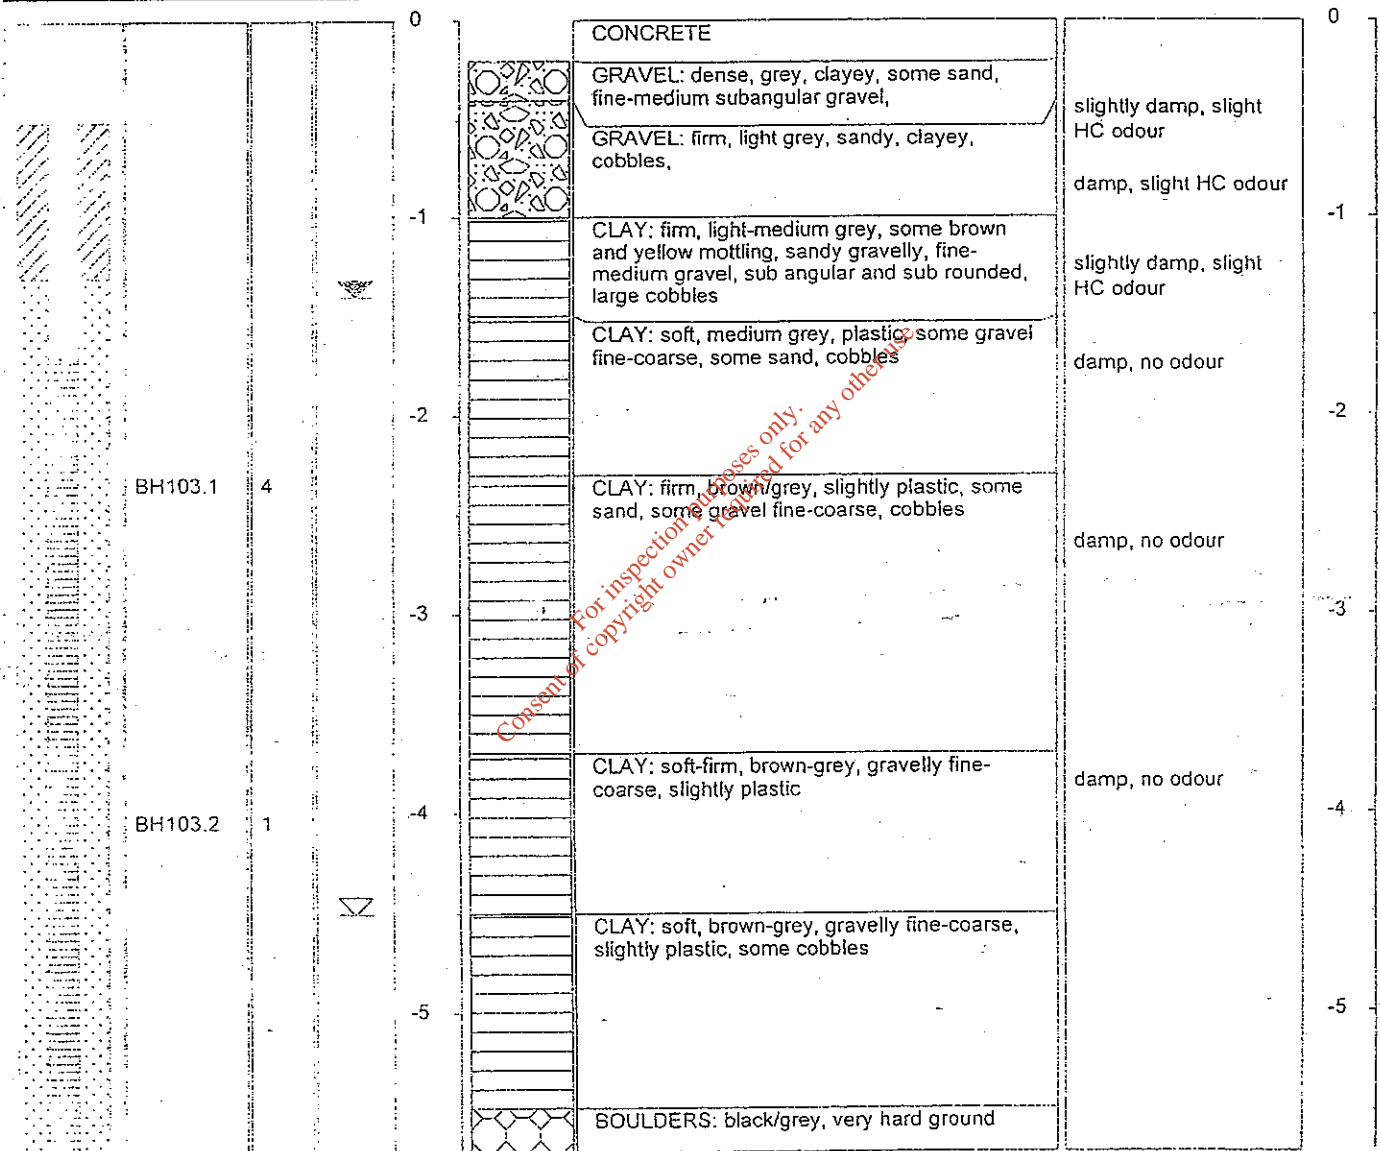 0
0
CONCRETE
GRAVEL: dense, grey, clayey, some sand,
fine-medium subangular gravel,
slightly damp, slight
HC odour
GRAVEL: firm, light grey, sandy, clayey,
cobbles,
damp, slight HC odour
-1
-1
CLAY: firm, light-medium grey, some brown
and yellow mottling, sandy gravelly, fine-
medium gravel, sub angular and sub rounded,
large cobbles
slightly damp, slight
HC odour
CLAY: soft, medium grey, plastic, some gravel
fine-coarse, some sand, cobbles
damp, no odour
-2
-2
BH103.1
4
CLAY: firm, brown/grey, slightly plastic, some
sand, some gravel fine-coarse, cobbles
damp, no odour
-3
-3
CLAY: soft-firm, brown-grey, gravelly fine-
coarse, slightly plastic
damp, no odour
-4
-4
BH103.2
1
CLAY: soft, brown-grey, gravelly fine-coarse,
slightly plastic, some cobbles
-5
-5
BOULDERS: black/grey, very hard ground
For inspection purposes only.
Consent of copyright owner required for any other use.